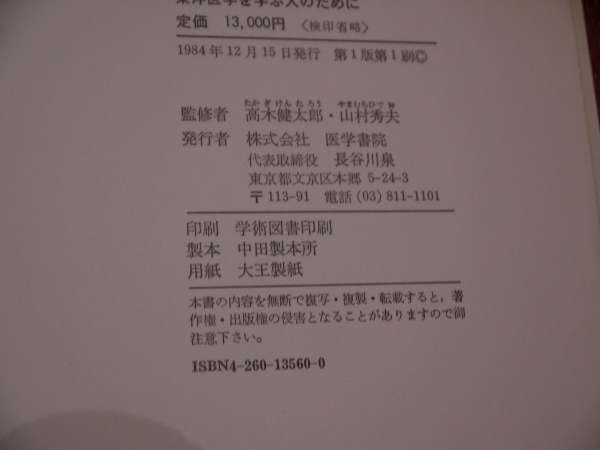 東洋医学を学ぶ人のために
定価 13,000円 〈検印省略〉
1984年12月15日発行 第1版第1刷©
たかぎけんたろう やまむらひでお
監修者 高木健太郎・山村秀夫
発行者 株式会社 医学書院
代表取締役 長谷川泉
東京都文京区本郷 5-24-3
〒113-91 電話 (03) 811-1101
印刷 学術図書印刷
製本 中田製本所
用紙 大王製紙
本書の内容を無断で複写・複製・転載すると，著
作権・出版権の侵害となることがありますので御
注意下さい。
ISBN4-260-13560-0